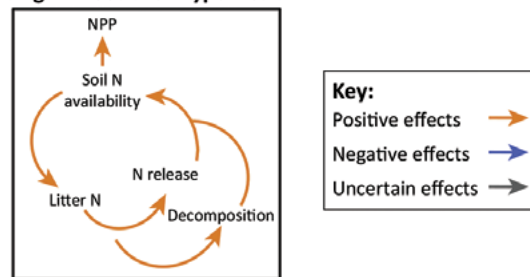 NPP
Soil N
availability
N release
Litter N
Decomposition
Key:
Positive effects
Negative effects
Uncertain effects